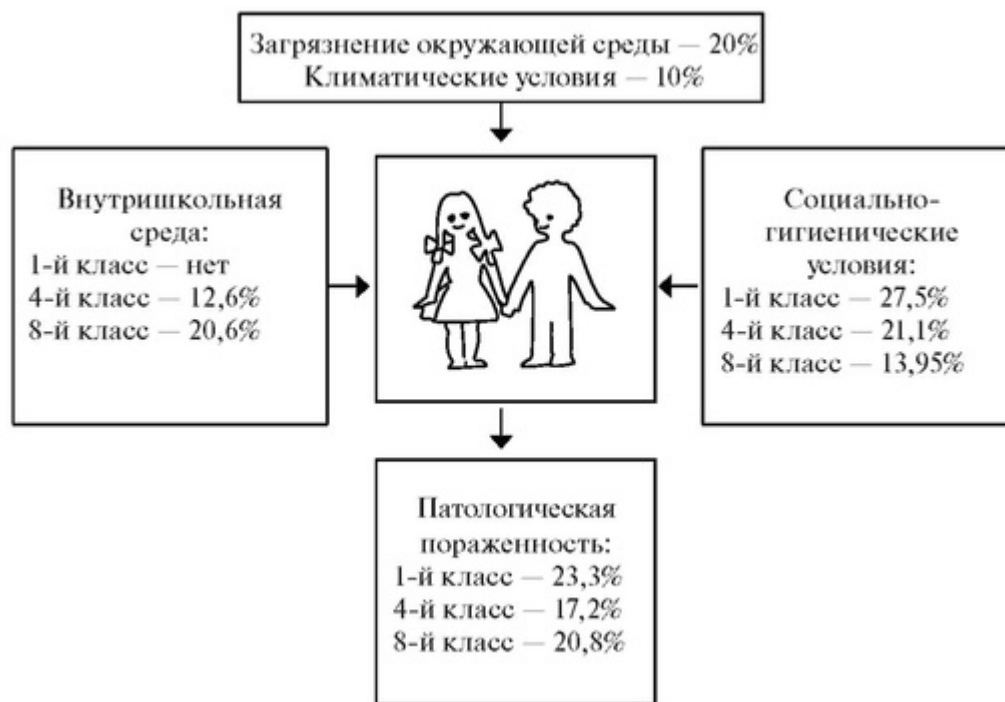 Загрязнение окружающей среды — 20%
Климатические условия — 10%
Внутришкольная
среда:
1-й класс — нет
4-й класс — 12,6%
8-й класс — 20,6%
Социально-
гигиенические
условия:
1-й класс — 27,5%
4-й класс — 21,1%
8-й класс — 13,95%
Патологическая
пораженность:
1-й класс — 23,3%
4-й класс — 17,2%
8-й класс — 20,8%